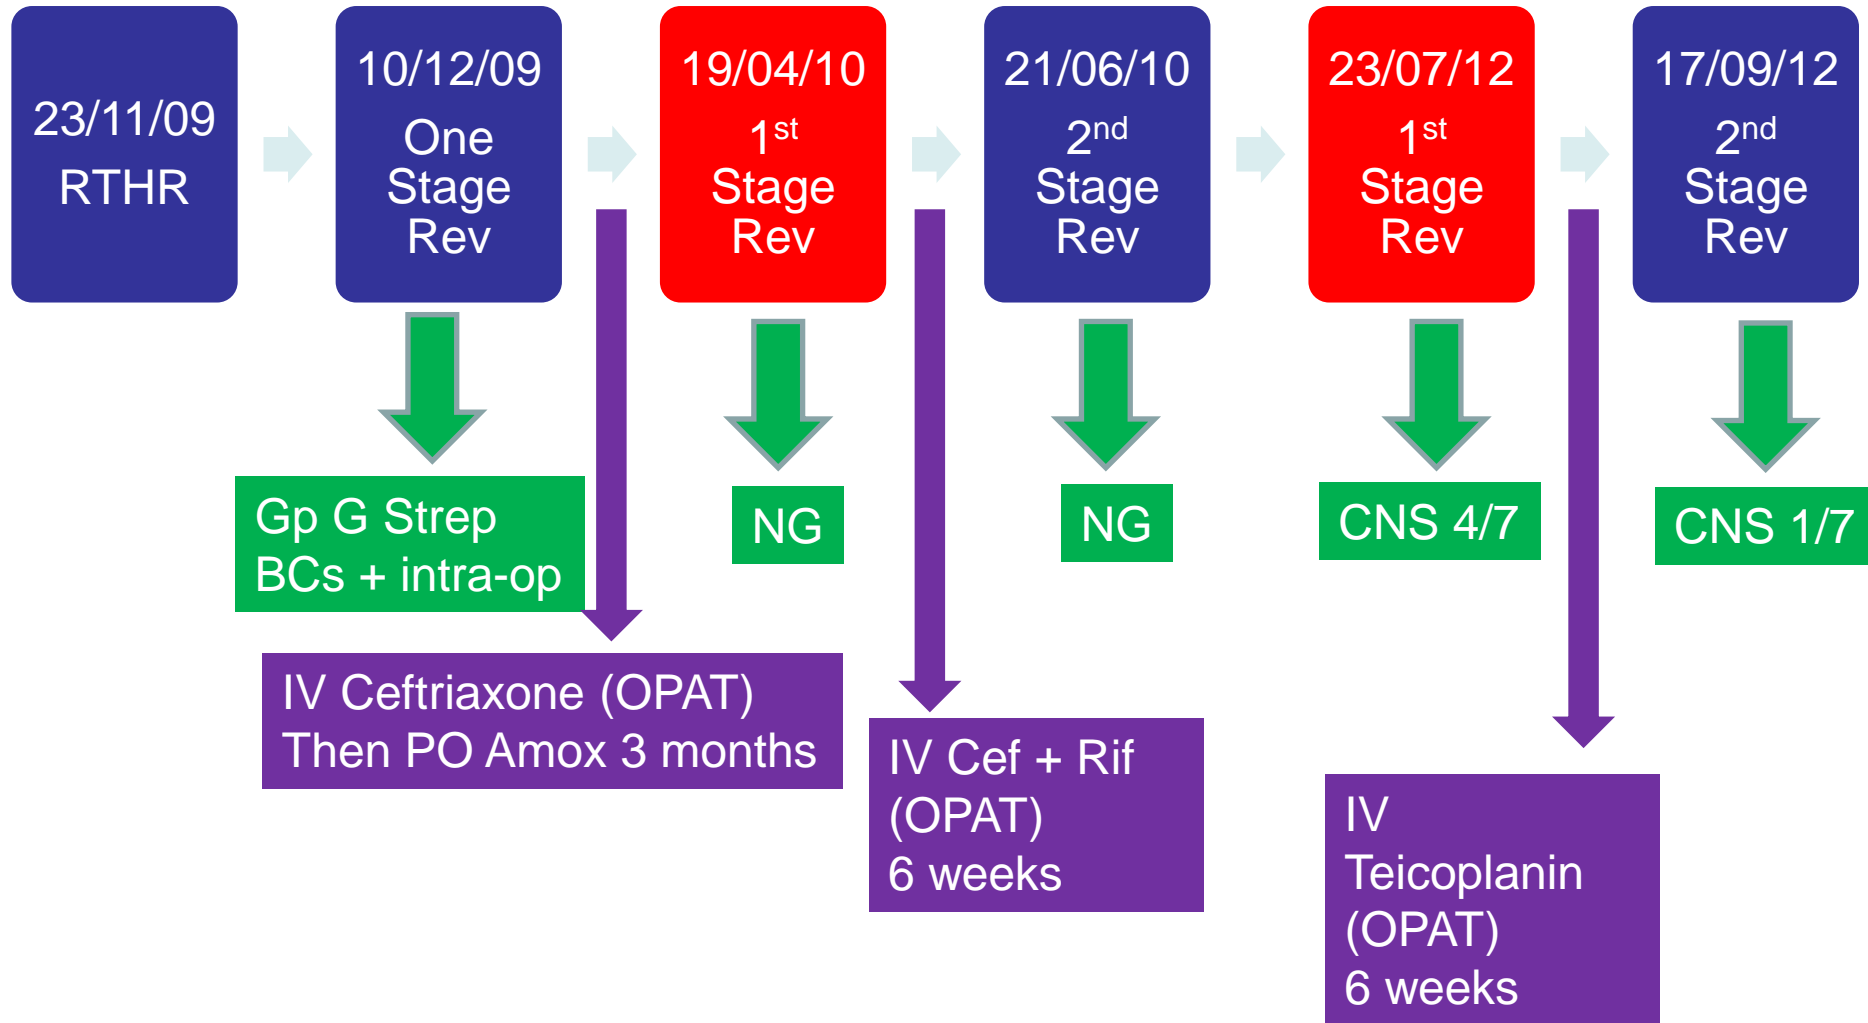 23/11/09
RTHR
10/12/09
One
Stage
Rev
19/04/10
1st
Stage
Rev
21/06/10
2nd
Stage
Rev
23/07/12
1st
Stage
Rev
17/09/12
2nd
Stage
Rev
Gp G Strep
BCs + intra-op
NG
NG
CNS 4/7
CNS 1/7
IV Ceftriaxone (OPAT)
Then PO Amox 3 months
IV Cef + Rif
(OPAT)
6 weeks
IV
Teicoplanin
(OPAT)
6 weeks